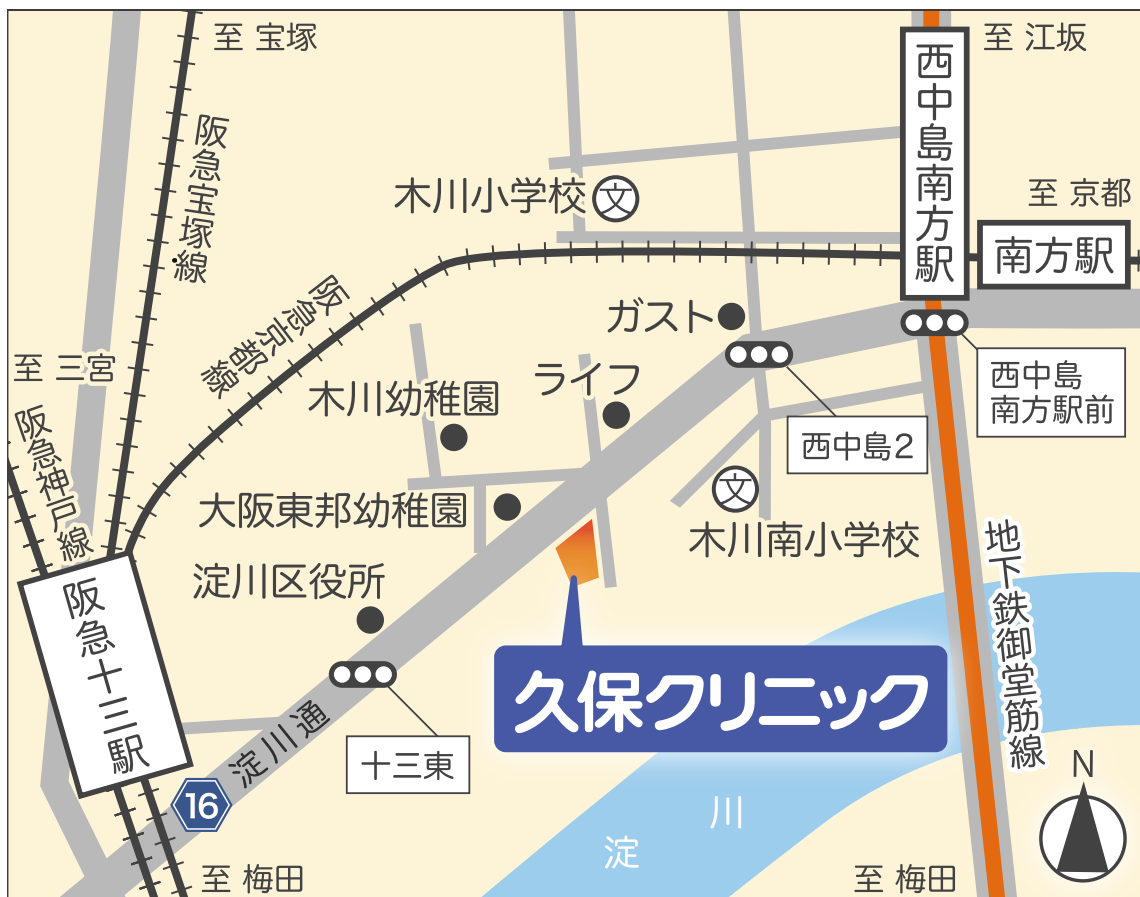 至 宝塚
至 江坂
西中島南方駅
阪急宝塚線
木川小学校
文
至 京都
南方駅
阪急京都線
ガスト
至 三宮
ライフ
西中島
南方駅前
木川幼稚園
阪急神戸線
西中島2
大阪東邦幼稚園
文
木川南小学校
地下鉄御堂筋線
淀川区役所
阪急十三駅
久保クリニック
淀川通
十三東
16
N
川
淀
至 梅田
至 梅田